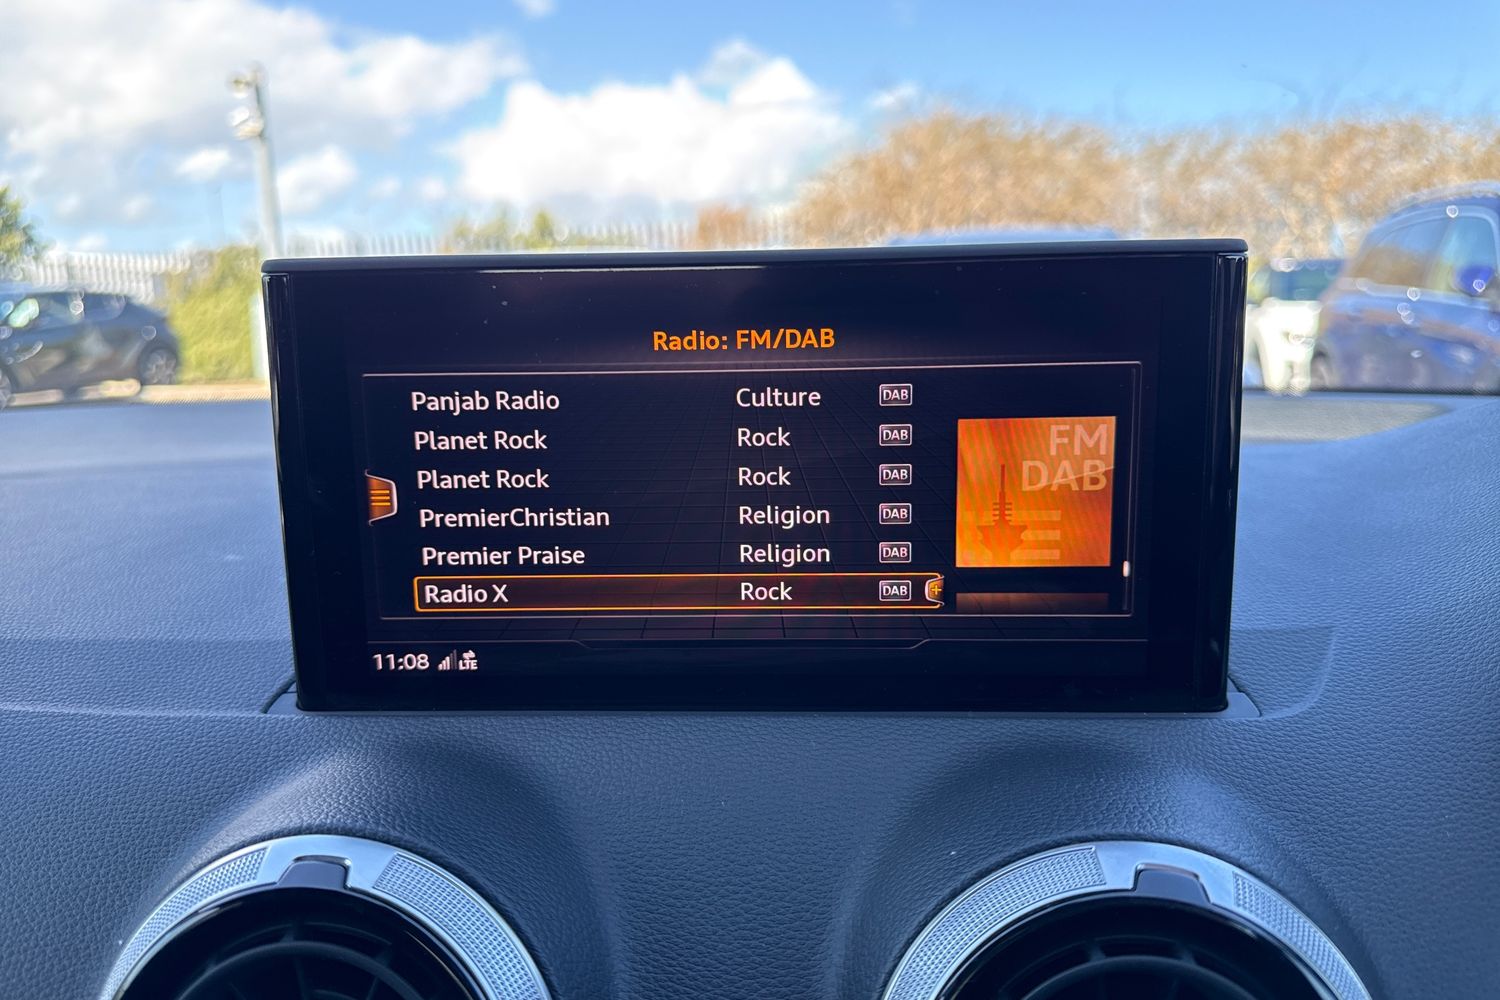 Radio: FM/DAB
Panjab Radio Culture DAB
Planet Rock Rock DAB
Planet Rock Rock DAB
PremierChristian Religion DAB
Premier Praise Religion DAB
Radio X Rock DAB +
FM
DAB
11:08 LTE